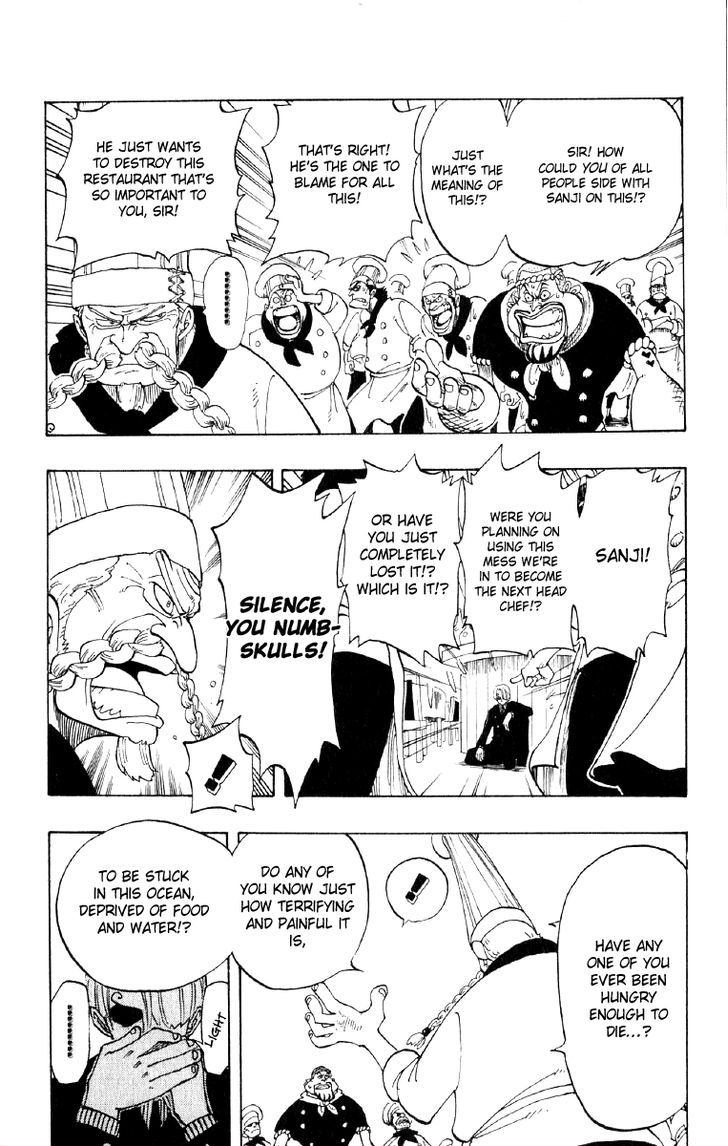 SIR! HOW
COULD YOU OF ALL
PEOPLE SIDE WITH
SANJI ON THIS!?
JUST
WHAT'S THE
MEANING OF
THIS!?
THAT'S RIGHT!
HE'S THE ONE TO
BLAME FOR ALL
THIS!
HE JUST WANTS
TO DESTROY THIS
RESTAURANT THAT'S
SO IMPORTANT TO
YOU, SIR!
.........
SANJI!
WERE YOU
PLANNING ON
USING THIS
MESS WE'RE
IN TO BECOME
THE NEXT HEAD
CHEF!?
OR HAVE
YOU JUST
COMPLETELY
LOST IT!?
WHICH IS IT!?
SILENCE,
YOU NUMB-
SKULLS!
!
HAVE ANY
ONE OF YOU
EVER BEEN
HUNGRY
ENOUGH TO
DIE...?
!
DO ANY OF
YOU KNOW JUST
HOW TERRIFYING
AND PAINFUL IT
IS,
TO BE STUCK
IN THIS OCEAN,
DEPRIVED OF FOOD
AND WATER!?
LIGHT
.........